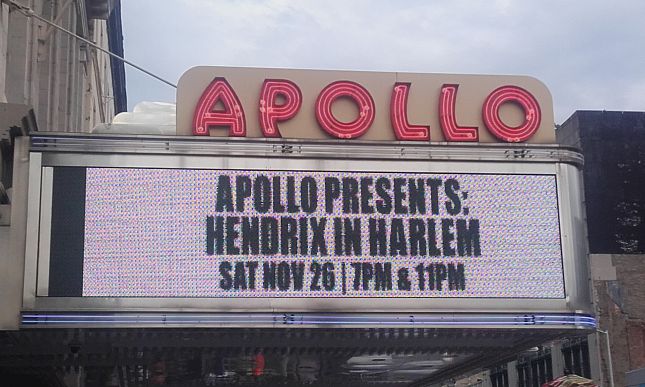 APOLLO
APOLLO PRESENTS:
HENDRIX IN HARLEM
SAT NOV 26 | 7PM & 11PM